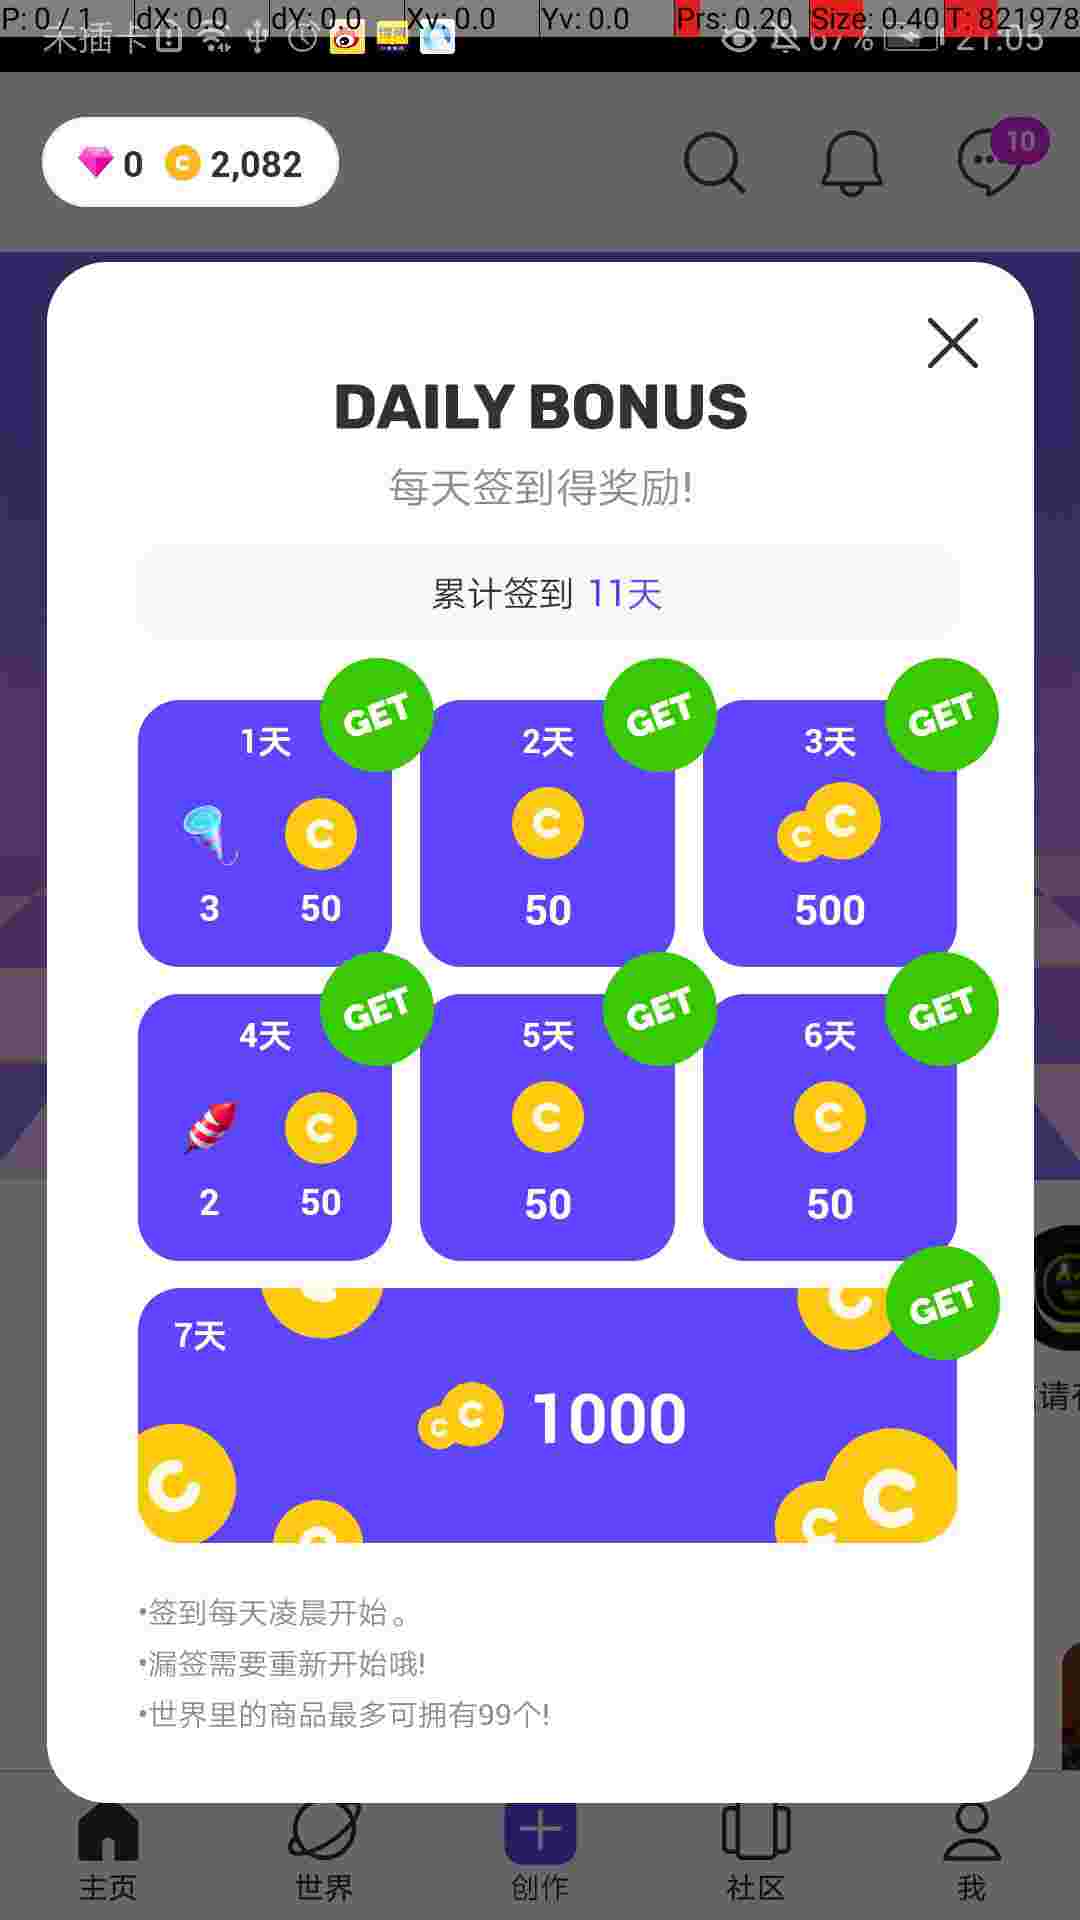 P: 0 / 1 dX: 0.0 dY: 0.0 Xv: 0.0 Yv: 0.0 Prs: 0.20 Size: 0.40 T: 821978
未插卡 67% 21:05
0 C 2,082 10
DAILY BONUS
每天签到得奖励!
累计签到 11天
1天 GET 2天 GET 3天 GET
C C C C
3 50 50 500
4天 GET 5天 GET 6天 GET
C C C
2 50 50 50
7天 GET
C C 1000
•签到每天凌晨开始。
•漏签需要重新开始哦!
•世界里的商品最多可拥有99个!
主页 世界 创作 社区 我